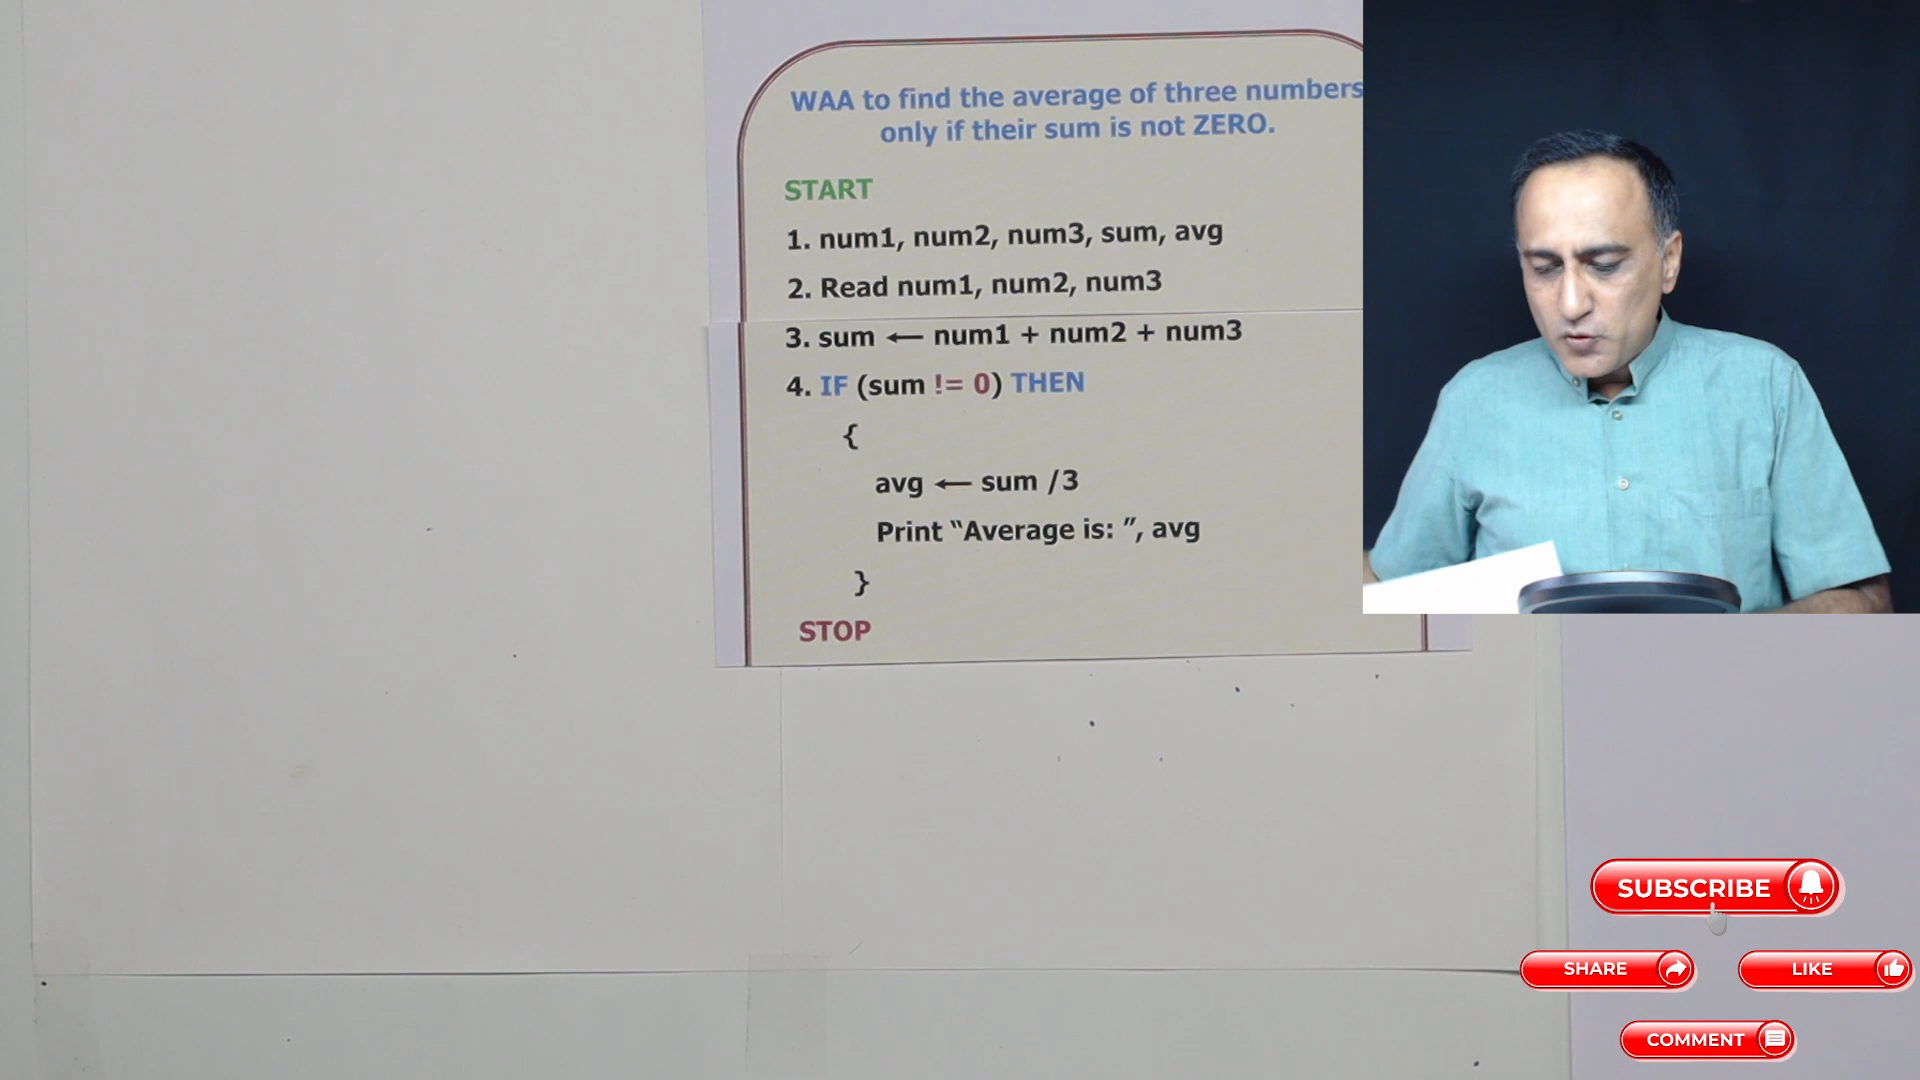 WAA to find the average of three numbers
only if their sum is not ZERO.
START
1. num1, num2, num3, sum, avg
2. Read num1, num2, num3
3. sum ← num1 + num2 + num3
4. IF (sum != 0) THEN
{
avg ← sum /3
Print “Average is: ”, avg
}
STOP
SUBSCRIBE
SHARE
LIKE
COMMENT